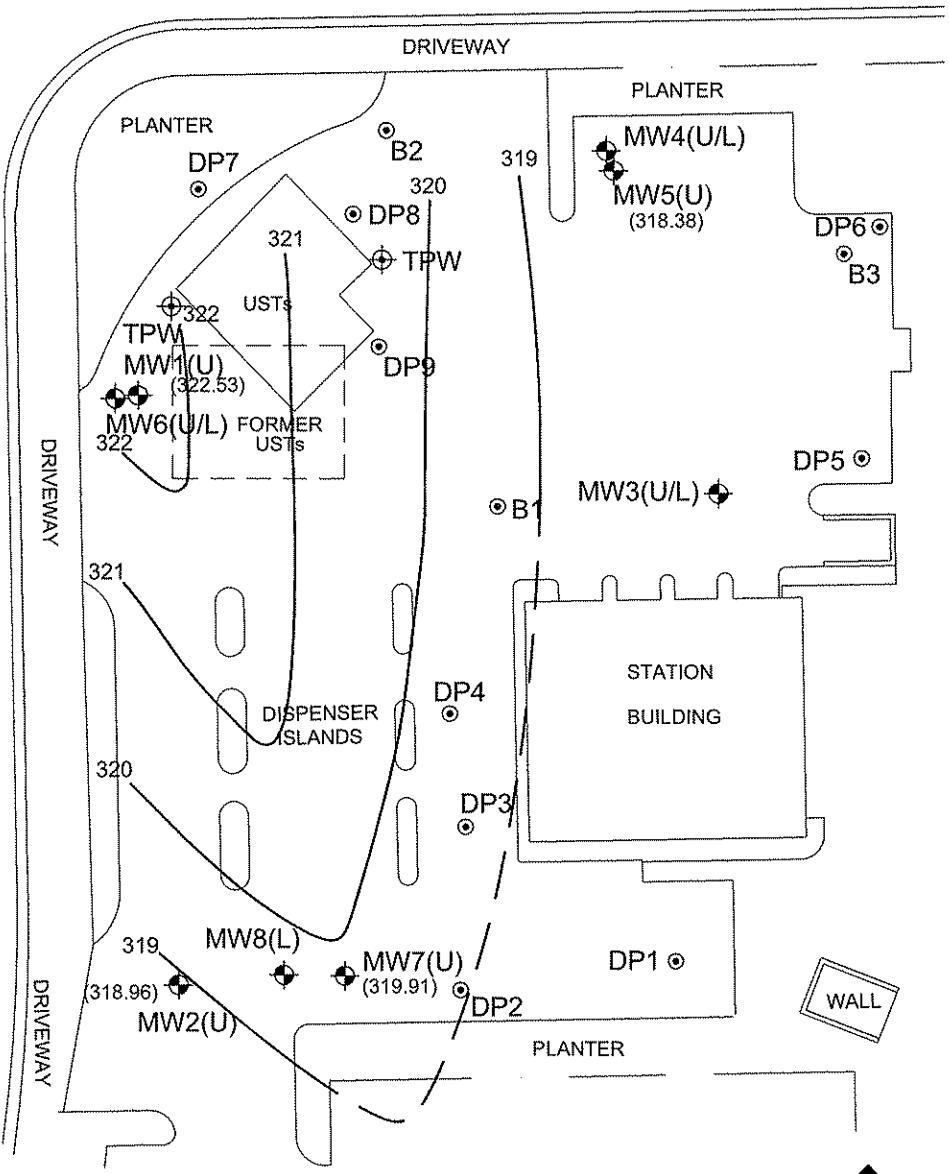 DRIVEWAY
PLANTER
PLANTER
DP7
B2
319
MW4(U/L)
MW5(U)
(318.38)
320
DP8
DP6
B3
321
TPW
USTs
322
TPW
MW1(U)
(322.53)
DP9
MW6(U/L)
322
FORMER
USTs
DRIVEWAY
DP5
MW3(U/L)
B1
321
STATION
BUILDING
DP4
DISPENSER
ISLANDS
320
DP3
MW8(L)
319
MW7(U)
(319.91)
DP1
(318.96)
MW2(U)
DP2
DRIVEWAY
WALL
PLANTER